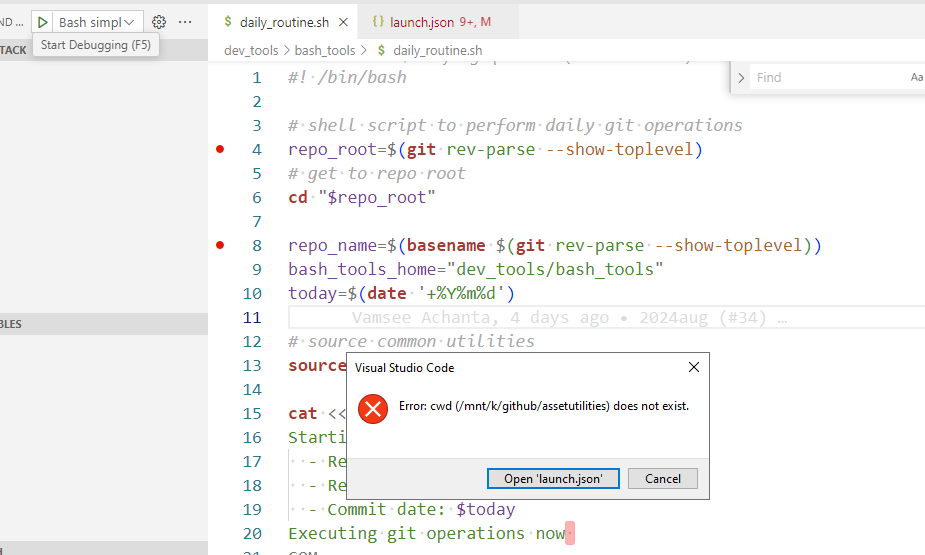 ND ...
Bash simpl
...
$ daily_routine.sh ×
{} launch.json 9+, M
TACK
Start Debugging (F5)
dev_tools > bash_tools > $ daily_routine.sh
> Find Aa
1 #! /bin/bash
2
3 # shell script to perform daily git operations
4 repo_root=$(git rev-parse --show-toplevel)
5 # get to repo root
6 cd "$repo_root"
7
8 repo_name=$(basename $(git rev-parse --show-toplevel))
9 bash_tools_home="dev_tools/bash_tools"
10 today=$(date '+%Y%m%d')
11 Vamsee Achanta, 4 days ago • 2024aug (#34) …
BLES
12 # source common utilities
13 source
Visual Studio Code
14
Error: cwd (/mnt/k/github/assetutilities) does not exist.
15 cat <<
16 Starti
17 - Re
18 - Re
Open 'launch.json' Cancel
19 - Commit date: $today
20 Executing git operations now
21 COM